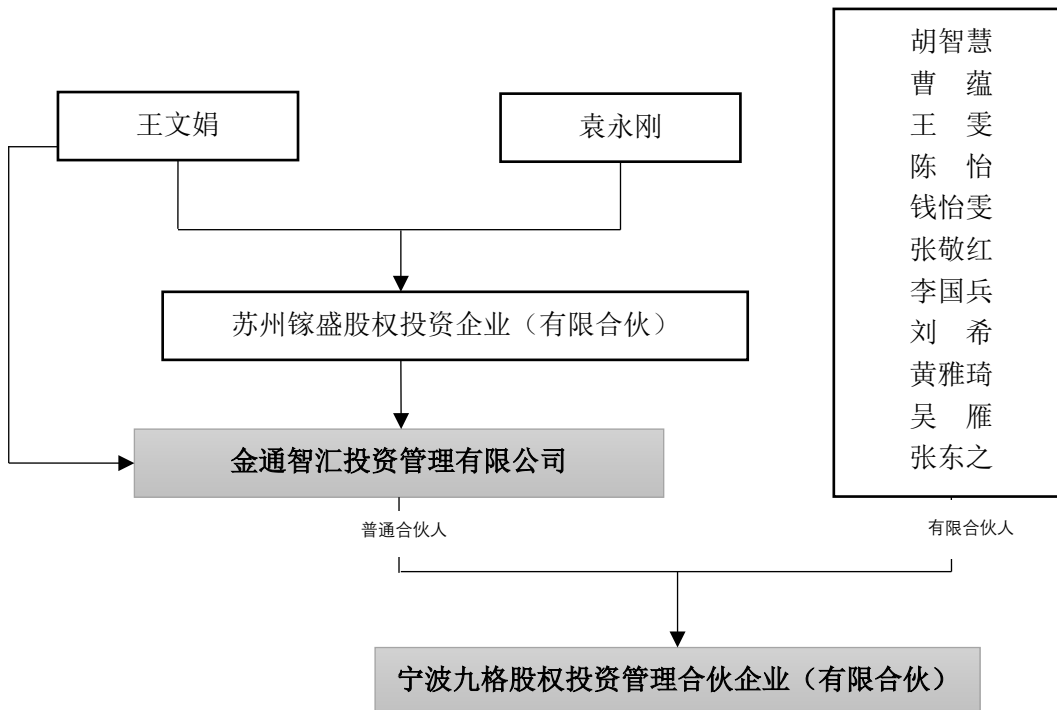 胡智慧
曹　蕴
王　雯
陈　怡
钱怡雯
张敬红
李国兵
刘　希
黄雅琦
吴　雁
张东之
王文娟
袁永刚
苏州镓盛股权投资企业（有限合伙）
金通智汇投资管理有限公司
普通合伙人
有限合伙人
宁波九格股权投资管理合伙企业（有限合伙）